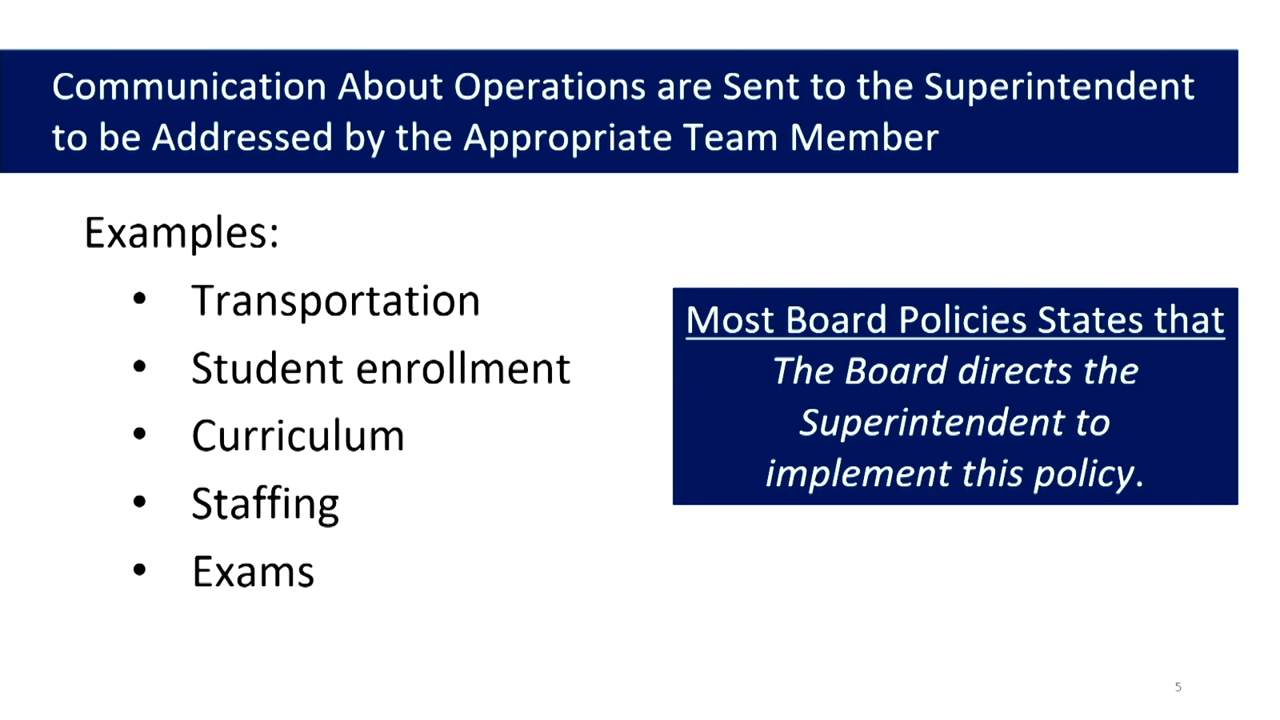 Communication About Operations are Sent to the Superintendent
to be Addressed by the Appropriate Team Member
Examples:
• Transportation
• Student enrollment
• Curriculum
• Staffing
• Exams
Most Board Policies States that
The Board directs the
Superintendent to
implement this policy.
5